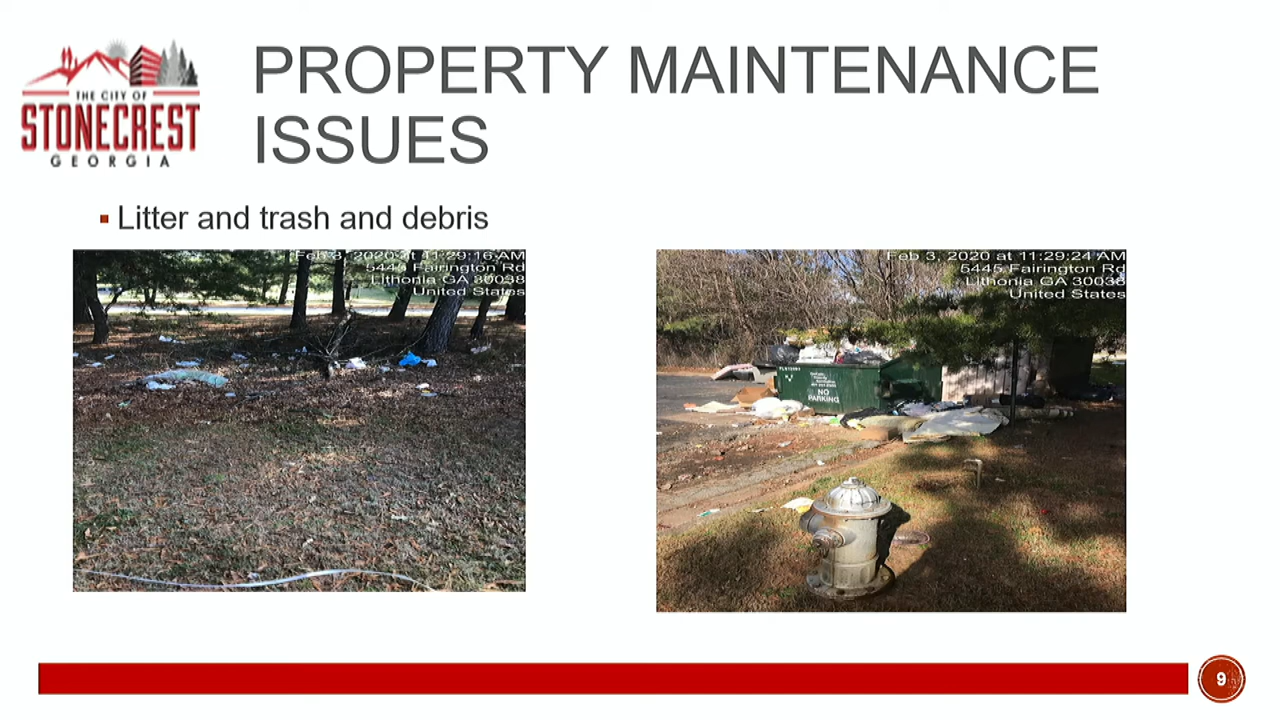 THE CITY OF
STONECREST
GEORGIA
PROPERTY MAINTENANCE
ISSUES
Litter and trash and debris
Feb 3, 2020 at 11:29:16 AM
5445 Fairington Rd
Lithonia GA 30038
United States
Feb 3, 2020 at 11:29:24 AM
5445 Fairington Rd
Lithonia GA 30038
United States
NO
PARKING
9